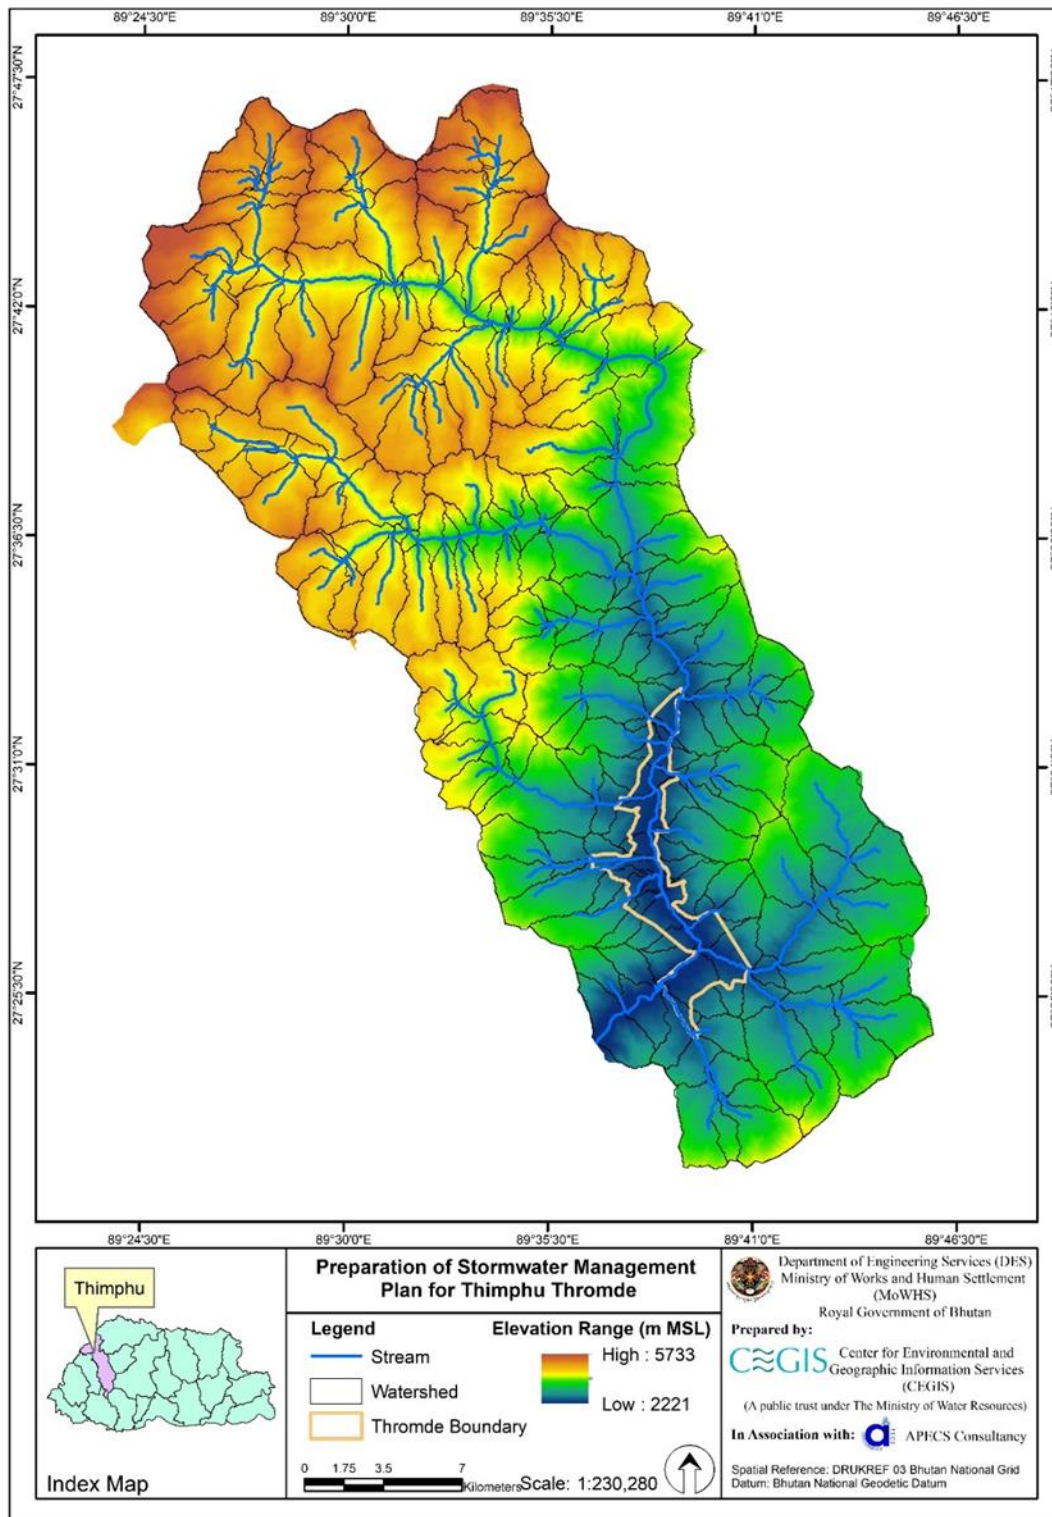 89°24'30"E 89°30'0"E 89°35'30"E 89°41'0"E 89°46'30"E
27°47'30"N
27°42'0"N
27°36'30"N
27°31'0"N
27°25'30"N
89°24'30"E 89°30'0"E 89°35'30"E 89°41'0"E 89°46'30"E
Thimphu
Index Map
Preparation of Stormwater Management
Plan for Thimphu Thromde
Legend
Stream
Watershed
Thromde Boundary
Elevation Range (m MSL)
High : 5733
Low : 2221
0 1.75 3.5 7
Kilometers
Scale: 1:230,280
Department of Engineering Services (DES)
Ministry of Works and Human Settlement
(MoWHS)
Royal Government of Bhutan
Prepared by:
CEGIS
Center for Environmental and
Geographic Information Services
(CEGIS)
(A public trust under The Ministry of Water Resources)
In Association with:
APECS Consultancy
Spatial Reference: DRUKREF 03 Bhutan National Grid
Datum: Bhutan National Geodetic Datum